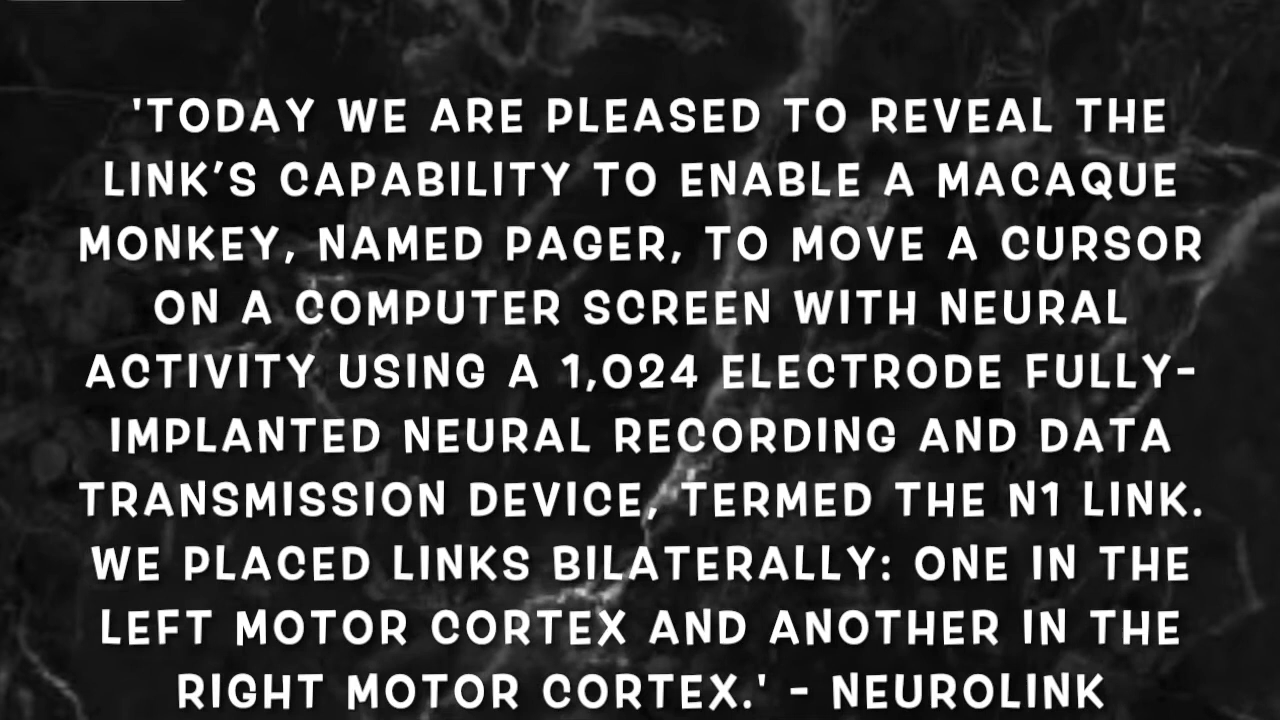 'TODAY WE ARE PLEASED TO REVEAL THE
LINK'S CAPABILITY TO ENABLE A MACAQUE
MONKEY, NAMED PAGER, TO MOVE A CURSOR
ON A COMPUTER SCREEN WITH NEURAL
ACTIVITY USING A 1,024 ELECTRODE FULLY-
IMPLANTED NEURAL RECORDING AND DATA
TRANSMISSION DEVICE, TERMED THE N1 LINK.
WE PLACED LINKS BILATERALLY: ONE IN THE
LEFT MOTOR CORTEX AND ANOTHER IN THE
RIGHT MOTOR CORTEX.' - NEUROLINK